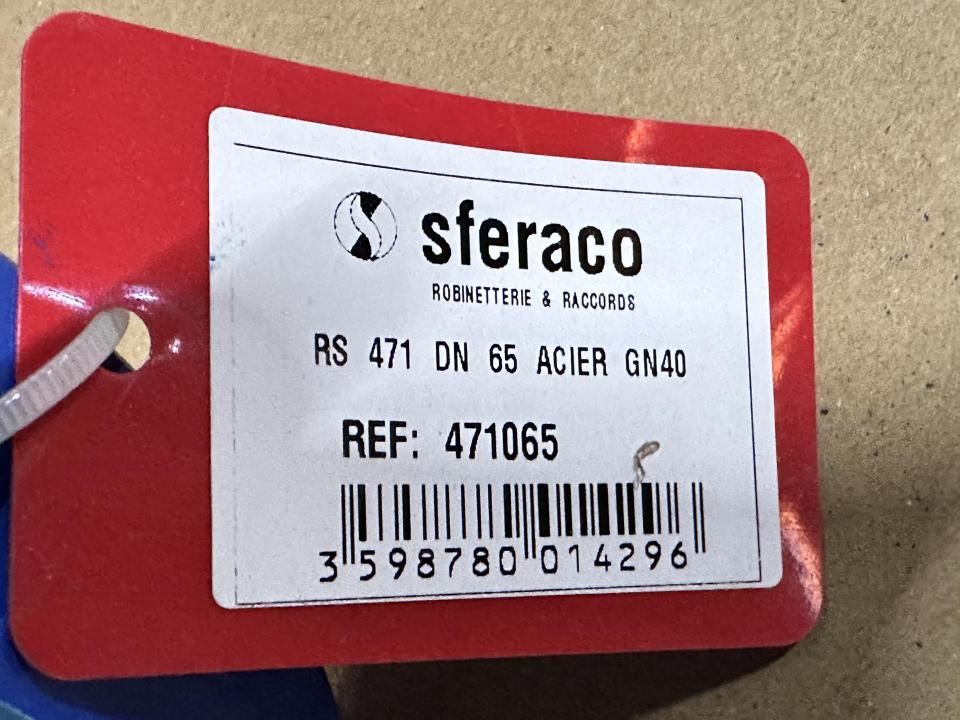 sferaco
ROBINETTERIE & RACCORDS
RS 471 DN 65 ACIER GN40
REF: 471065
3 598780 014296